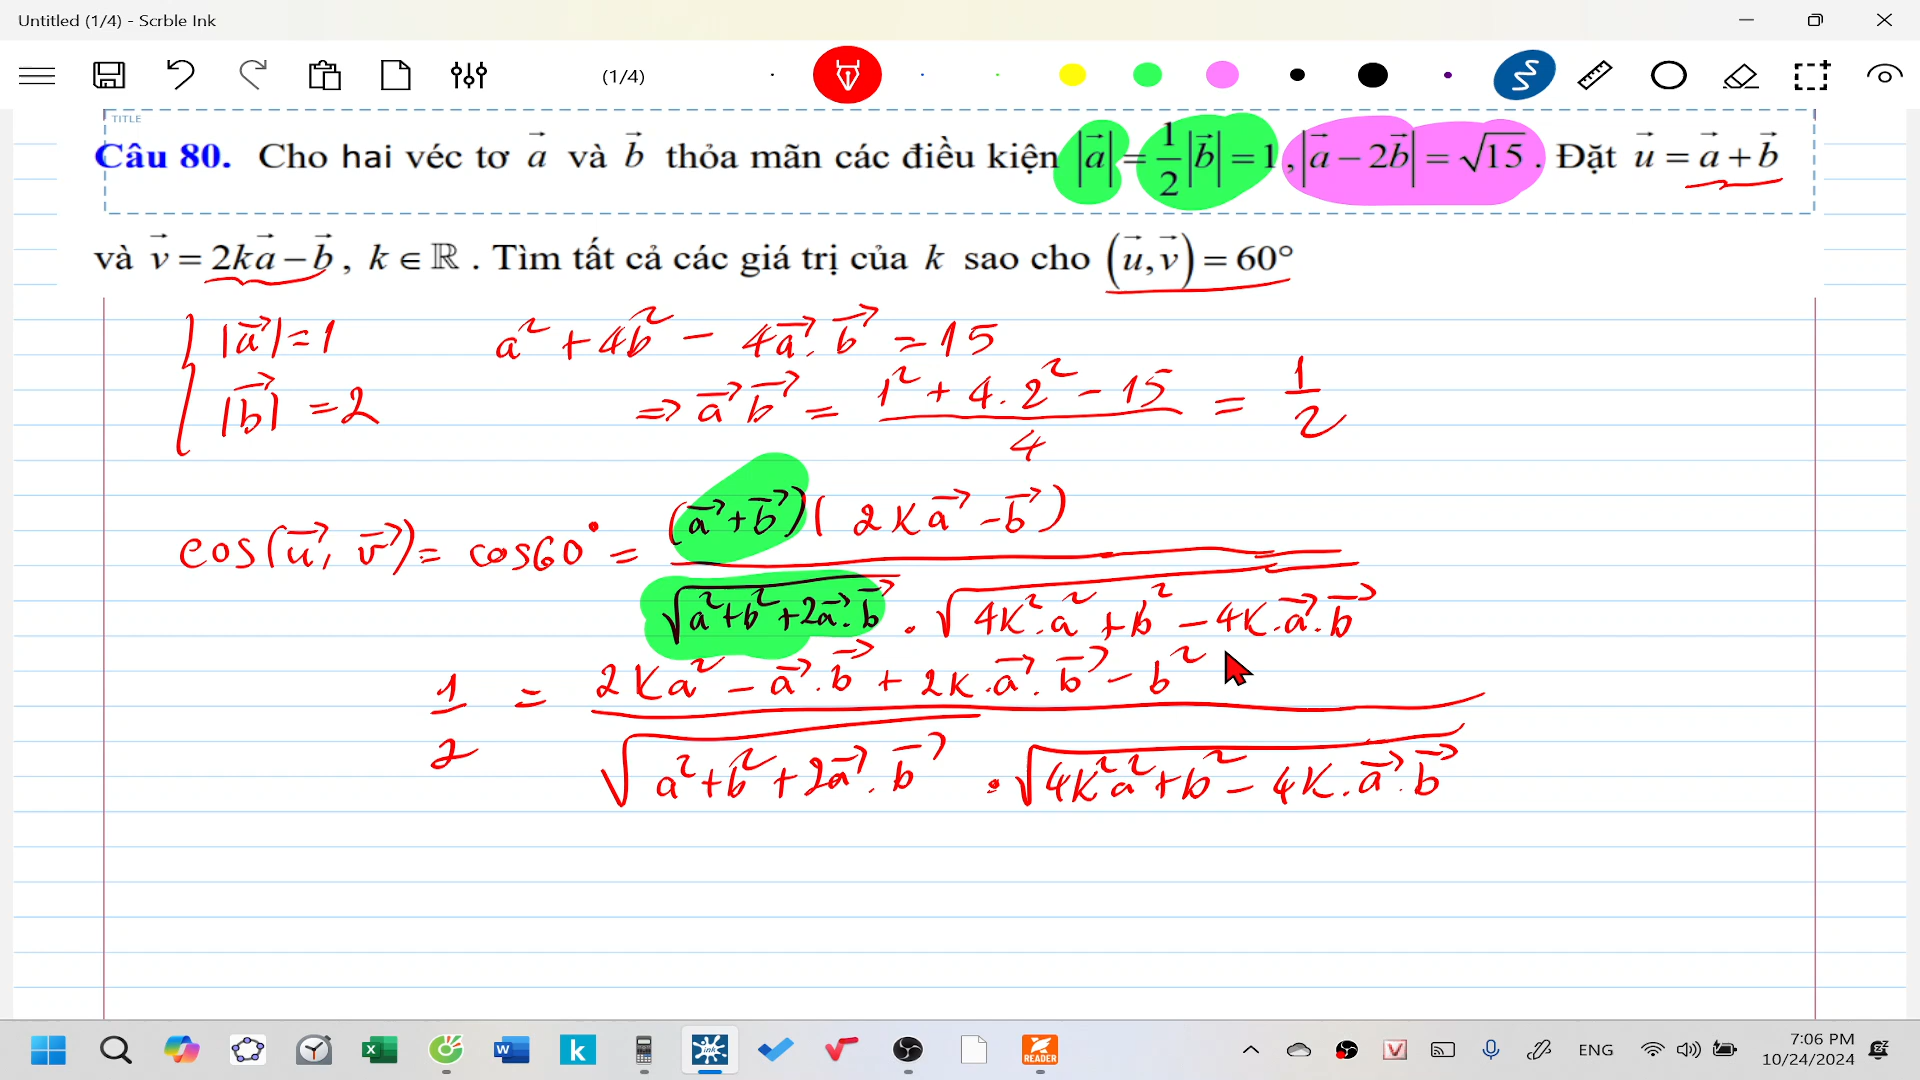 Untitled (1/4) - Scrble Ink
(1/4)
TITLE
Câu 80. Cho hai véc tơ a⃗ và b⃗ thỏa mãn các điều kiện |a⃗| = 1/2 |b⃗| = 1, |a⃗ − 2b⃗| = √15 . Đặt u⃗ = a⃗ + b⃗
và v⃗ = 2ka⃗ − b⃗ , k ∈ ℝ . Tìm tất cả các giá trị của k sao cho (u⃗, v⃗) = 60°
{ |a⃗| = 1    a² + 4b² − 4a⃗.b⃗ = 15
|b⃗| = 2    ⇒ a⃗ b⃗ = (1² + 4.2² − 15)/4 = 1/2
cos(u⃗, v⃗) = cos60° = (a⃗ + b⃗)(2Ka⃗ − b⃗) / √(a² + b² + 2a⃗.b⃗) . √(4K².a² + b² − 4K.a⃗.b⃗)
1/2 = (2Ka² − a⃗.b⃗ + 2K.a⃗.b⃗ − b²) / √(a² + b² + 2a⃗.b⃗) . √(4K²a² + b² − 4K.a⃗.b⃗)
ink
READER
ENG
7:06 PM
10/24/2024